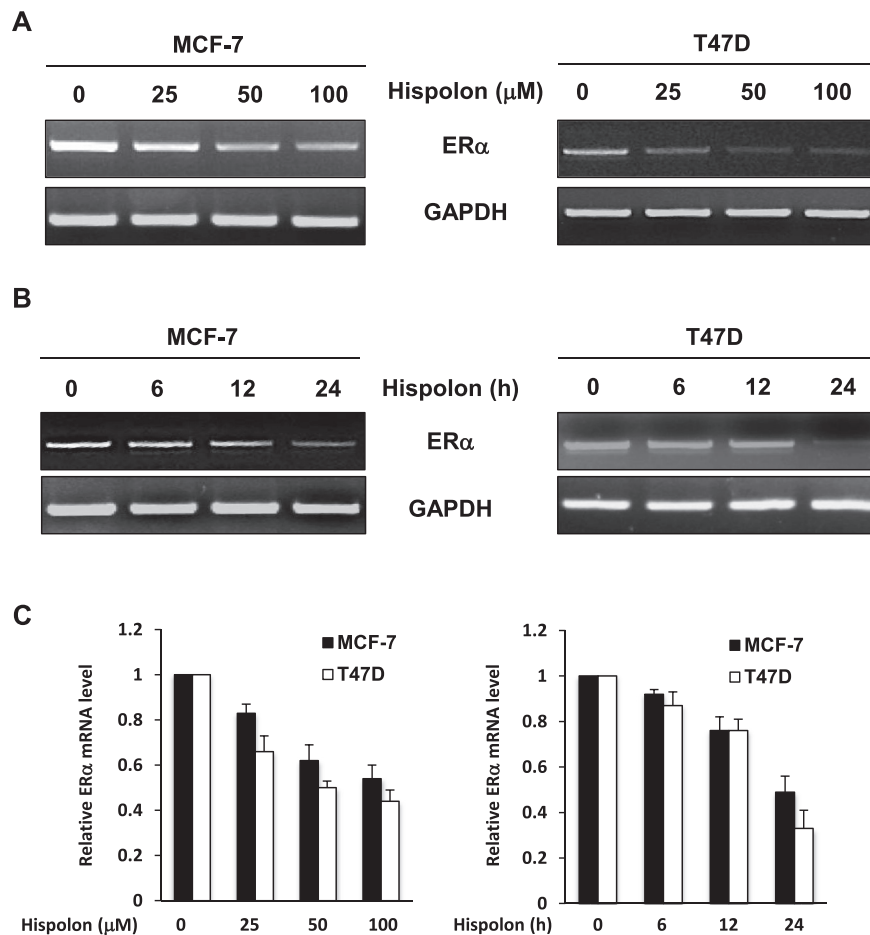 A
MCF-7
T47D
0 25 50 100 Hispolon (μM) 0 25 50 100
ERα
GAPDH
B
MCF-7
T47D
0 6 12 24 Hispolon (h) 0 6 12 24
ERα
GAPDH
C
Relative ERα mRNA level
1.2
1
0.8
0.6
0.4
0.2
0
MCF-7
T47D
Hispolon (μM) 0 25 50 100
Relative ERα mRNA level
1.2
1
0.8
0.6
0.4
0.2
0
MCF-7
T47D
Hispolon (h) 0 6 12 24